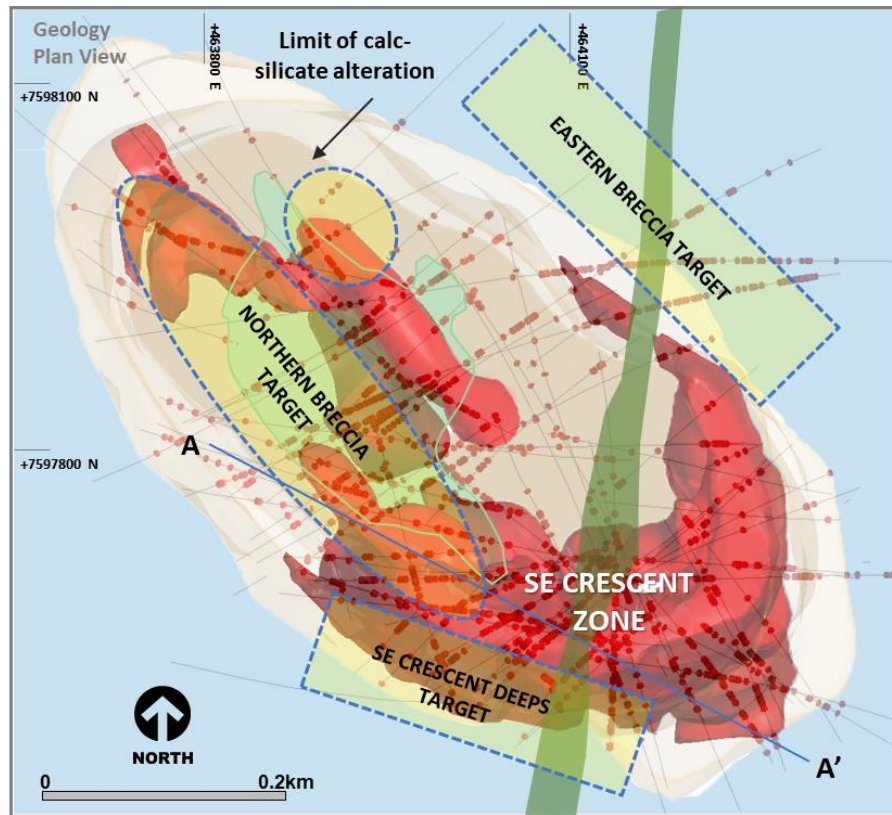 Geology
Plan View
Limit of calc-
silicate alteration
+463800 E
+464100 E
+7598100 N
EASTERN BRECCIA TARGET
NORTHERN BRECCIA
TARGET
A
+7597800 N
SE CRESCENT
ZONE
SE CRESCENT DEEPS
TARGET
NORTH
A’
0
0.2km